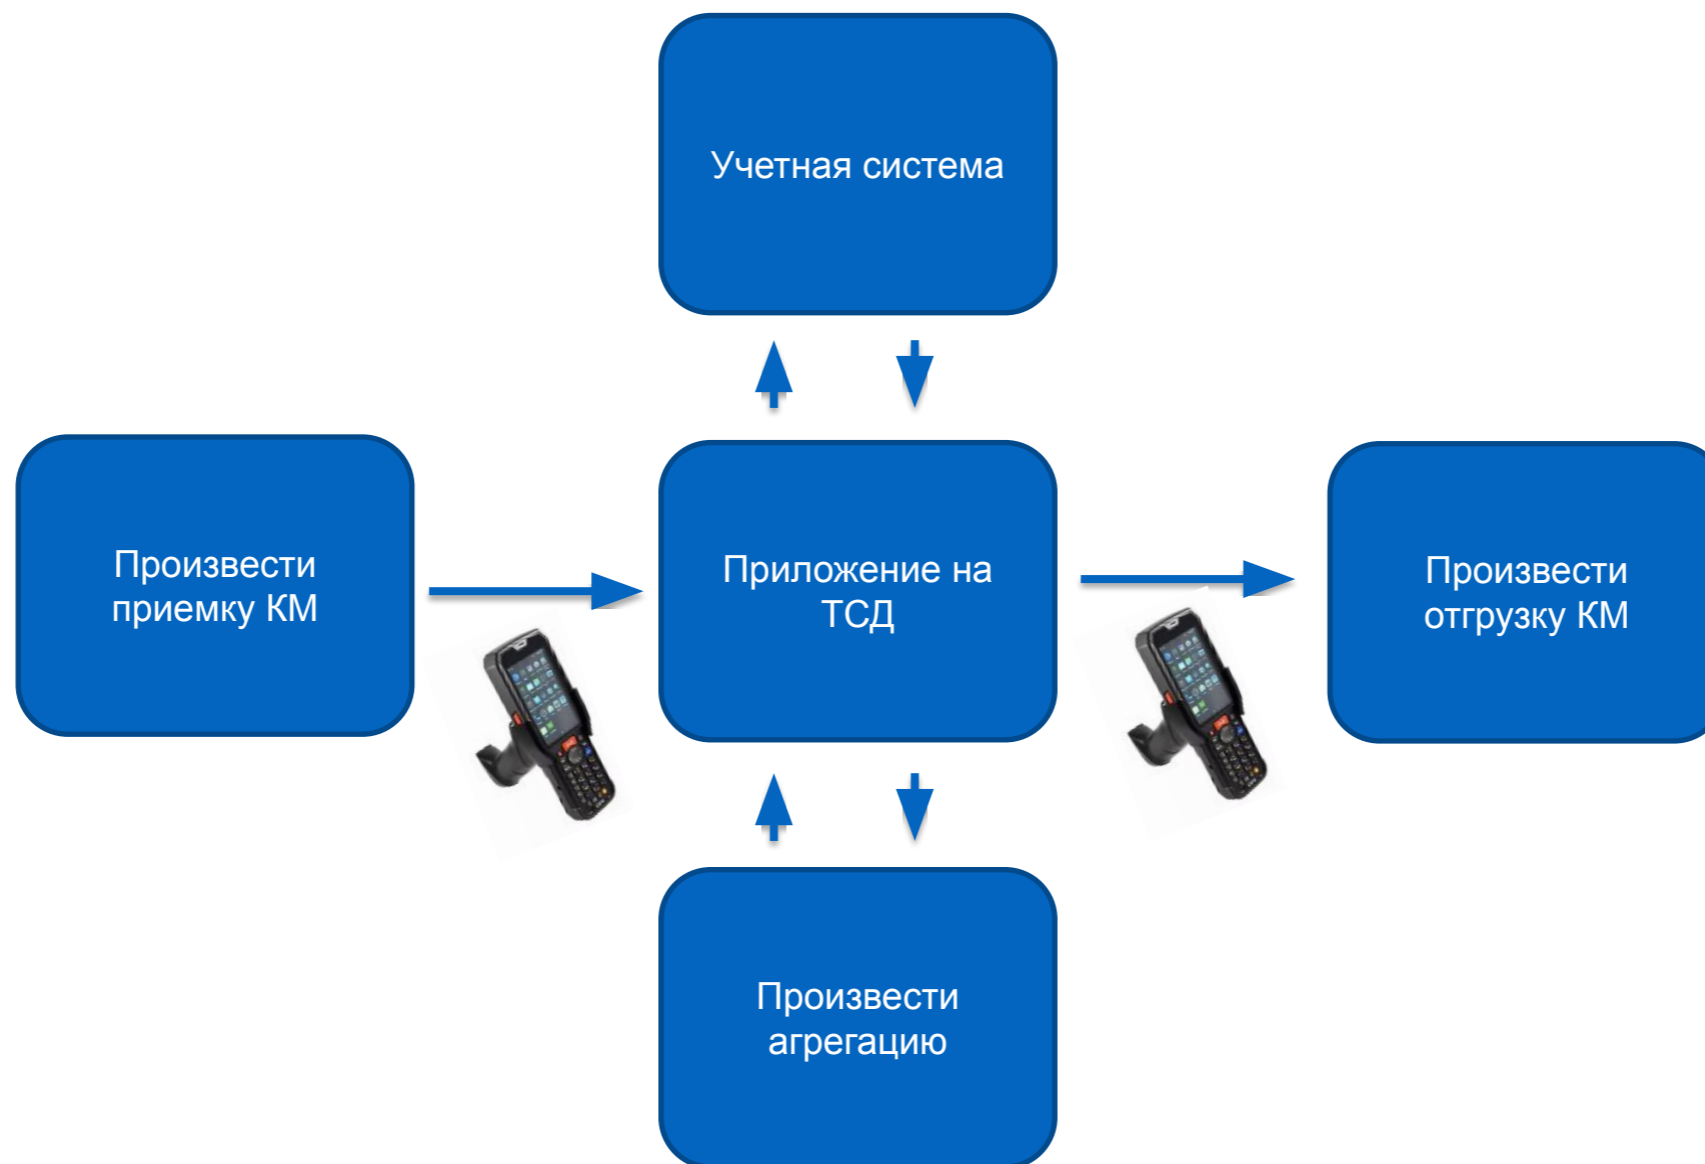 Учетная система
Произвести
приемку КМ
Приложение на
ТСД
Произвести
отгрузку КМ
Произвести
агрегацию